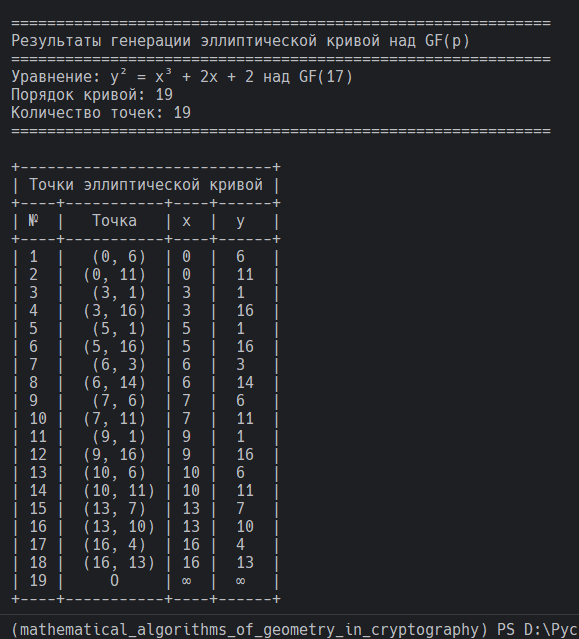 ============================================================
Результаты генерации эллиптической кривой над GF(p)
============================================================
Уравнение: y² = x³ + 2x + 2 над GF(17)
Порядок кривой: 19
Количество точек: 19
============================================================
+----------------------------+
| Точки эллиптической кривой |
+----+-----------+----+------+
| № | Точка | x | y |
+----+-----------+----+------+
| 1 | (0, 6) | 0 | 6 |
| 2 | (0, 11) | 0 | 11 |
| 3 | (3, 1) | 3 | 1 |
| 4 | (3, 16) | 3 | 16 |
| 5 | (5, 1) | 5 | 1 |
| 6 | (5, 16) | 5 | 16 |
| 7 | (6, 3) | 6 | 3 |
| 8 | (6, 14) | 6 | 14 |
| 9 | (7, 6) | 7 | 6 |
| 10 | (7, 11) | 7 | 11 |
| 11 | (9, 1) | 9 | 1 |
| 12 | (9, 16) | 9 | 16 |
| 13 | (10, 6) | 10 | 6 |
| 14 | (10, 11) | 10 | 11 |
| 15 | (13, 7) | 13 | 7 |
| 16 | (13, 10) | 13 | 10 |
| 17 | (16, 4) | 16 | 4 |
| 18 | (16, 13) | 16 | 13 |
| 19 | O | ∞ | ∞ |
+----+-----------+----+------+
(mathematical_algorithms_of_geometry_in_cryptography) PS D:\Pyc